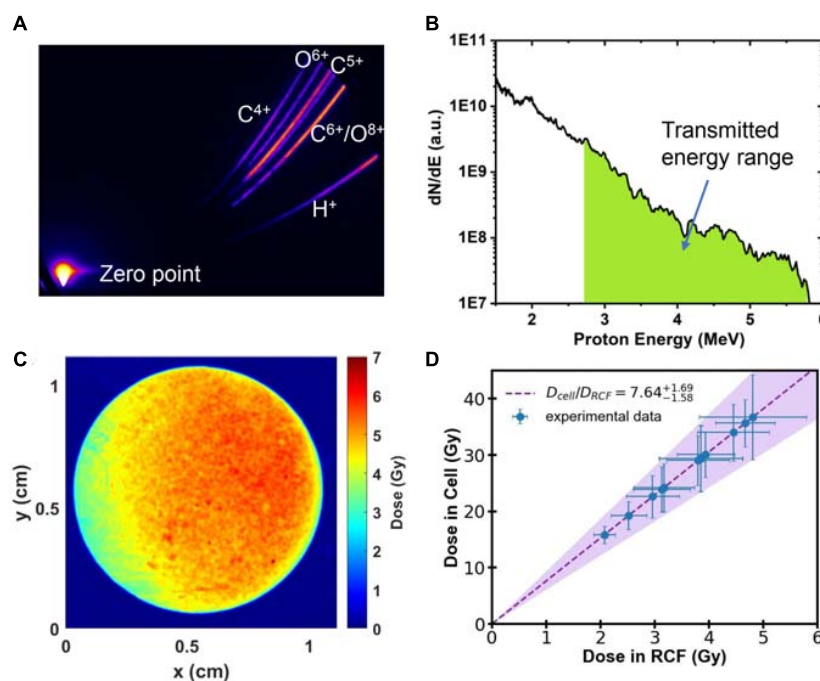 A
O6+
C5+
C4+
C6+/O8+
H+
Zero point
B
1E11
1E10
1E9
1E8
1E7
dN/dE (a.u.)
Transmitted
energy range
2
3
4
5
6
Proton Energy (MeV)
C
1
0.5
0
y (cm)
0
0.5
1
x (cm)
7
6
5
4
3
2
1
0
Dose (Gy)
D
40
30
20
10
0
Dose in Cell (Gy)
D_cell/D_RCF = 7.64 +1.69 −1.58
experimental data
0
1
2
3
4
5
6
Dose in RCF (Gy)